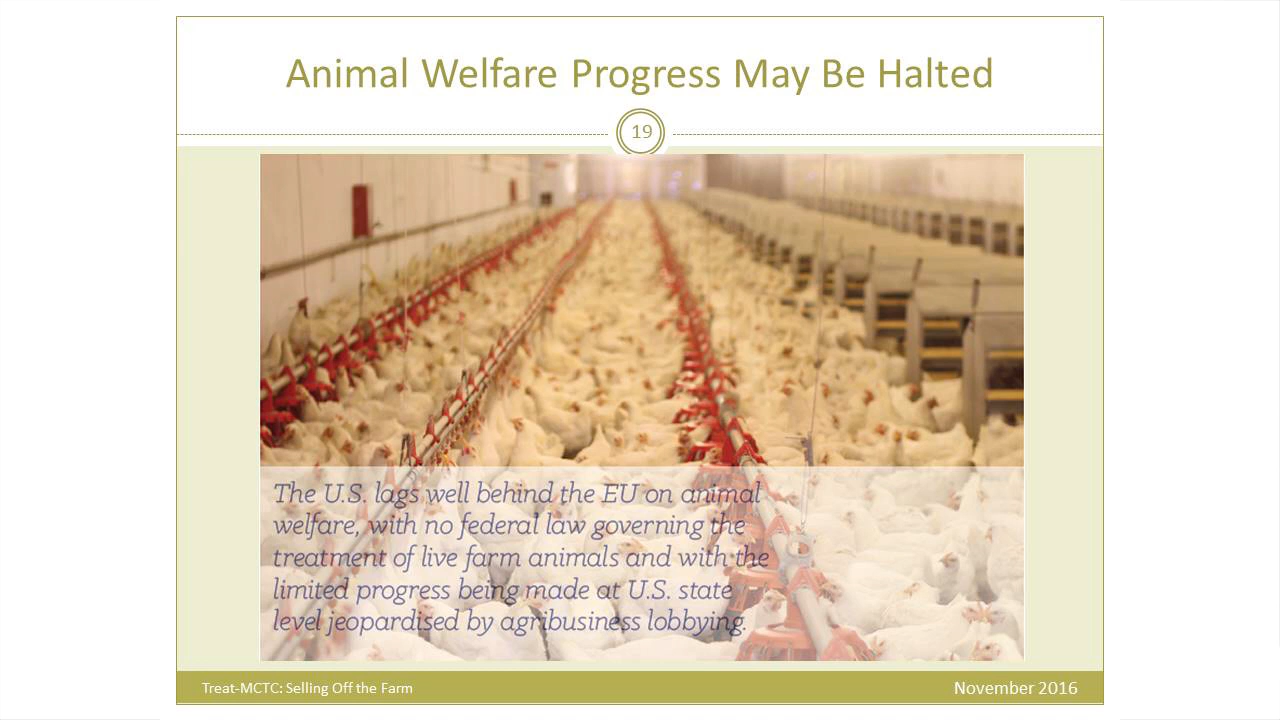 Animal Welfare Progress May Be Halted
19
The U.S. lags well behind the EU on animal
welfare, with no federal law governing the
treatment of live farm animals and with the
limited progress being made at U.S. state
level jeopardised by agribusiness lobbying.
Treat-MCTC: Selling Off the Farm
November 2016